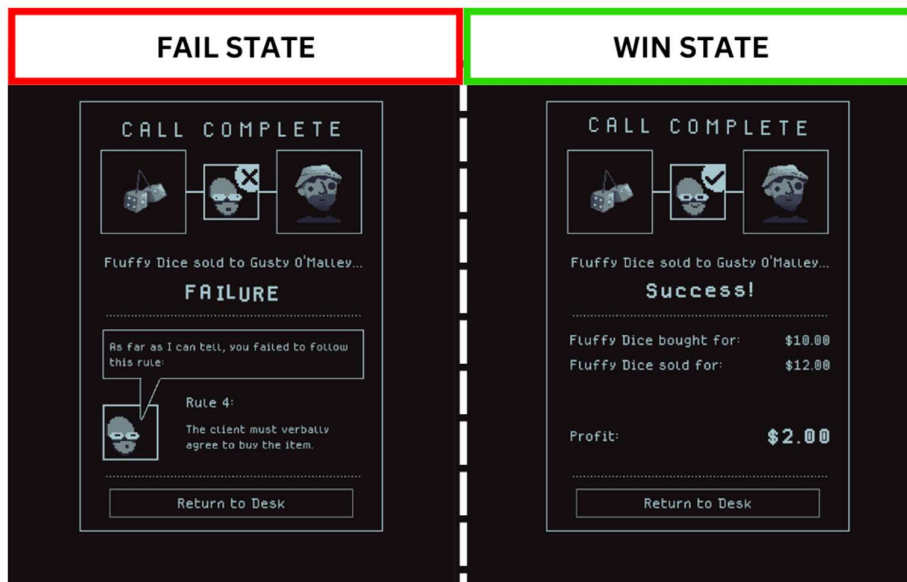 FAIL STATE
CALL COMPLETE
Fluffy Dice sold to Gusty O'Malley...
FAILURE
As far as I can tell, you failed to follow
this rule:
Rule 4:
The client must verbally
agree to buy the item.
Return to Desk
WIN STATE
CALL COMPLETE
Fluffy Dice sold to Gusty O'Malley...
Success!
Fluffy Dice bought for: $10.00
Fluffy Dice sold for: $12.00
Profit: $2.00
Return to Desk